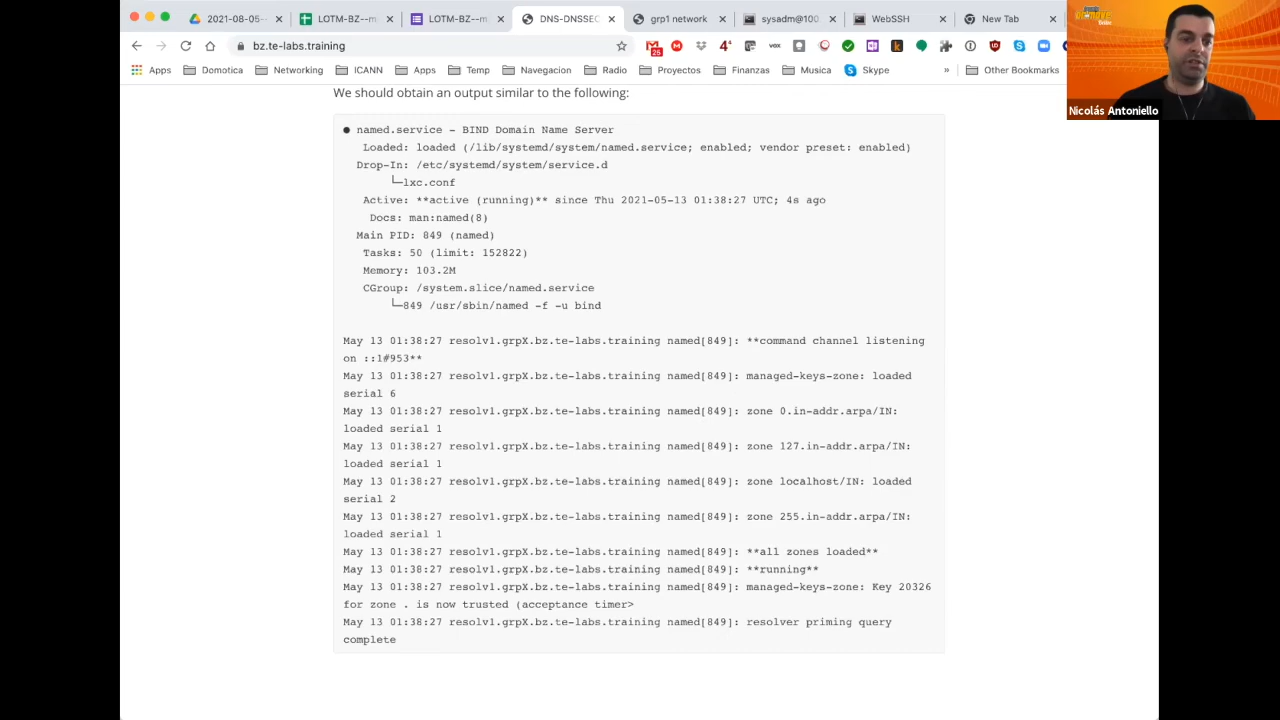 2021-08-05--
LOTM-BZ--m
LOTM-BZ--m
DNS-DNSSEC
grp1 network
sysadm@100
WebSSH
New Tab
bz.te-labs.training
25
vox
Apps
Domotica
Networking
ICANN
Apps
Temp
Navegacion
Radio
Proyectos
Finanzas
Musica
Skype
»
Other Bookmarks
Nicolás Antoniello
We should obtain an output similar to the following:
● named.service - BIND Domain Name Server
Loaded: loaded (/lib/systemd/system/named.service; enabled; vendor preset: enabled)
Drop-In: /etc/systemd/system/service.d
└─lxc.conf
Active: **active (running)** since Thu 2021-05-13 01:38:27 UTC; 4s ago
Docs: man:named(8)
Main PID: 849 (named)
Tasks: 50 (limit: 152822)
Memory: 103.2M
CGroup: /system.slice/named.service
└─849 /usr/sbin/named -f -u bind
May 13 01:38:27 resolv1.grpX.bz.te-labs.training named[849]: **command channel listening
on ::1#953**
May 13 01:38:27 resolv1.grpX.bz.te-labs.training named[849]: managed-keys-zone: loaded
serial 6
May 13 01:38:27 resolv1.grpX.bz.te-labs.training named[849]: zone 0.in-addr.arpa/IN:
loaded serial 1
May 13 01:38:27 resolv1.grpX.bz.te-labs.training named[849]: zone 127.in-addr.arpa/IN:
loaded serial 1
May 13 01:38:27 resolv1.grpX.bz.te-labs.training named[849]: zone localhost/IN: loaded
serial 2
May 13 01:38:27 resolv1.grpX.bz.te-labs.training named[849]: zone 255.in-addr.arpa/IN:
loaded serial 1
May 13 01:38:27 resolv1.grpX.bz.te-labs.training named[849]: **all zones loaded**
May 13 01:38:27 resolv1.grpX.bz.te-labs.training named[849]: **running**
May 13 01:38:27 resolv1.grpX.bz.te-labs.training named[849]: managed-keys-zone: Key 20326
for zone . is now trusted (acceptance timer>
May 13 01:38:27 resolv1.grpX.bz.te-labs.training named[849]: resolver priming query
complete